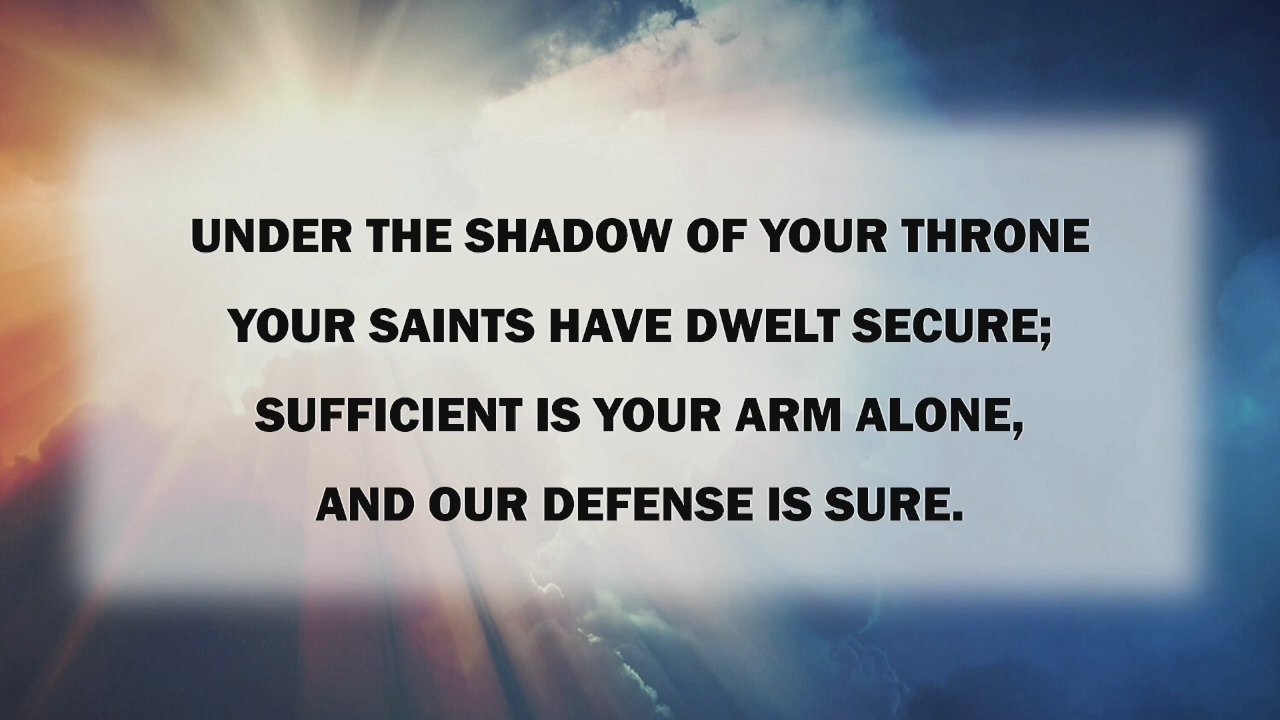 UNDER THE SHADOW OF YOUR THRONE
YOUR SAINTS HAVE DWELT SECURE;
SUFFICIENT IS YOUR ARM ALONE,
AND OUR DEFENSE IS SURE.